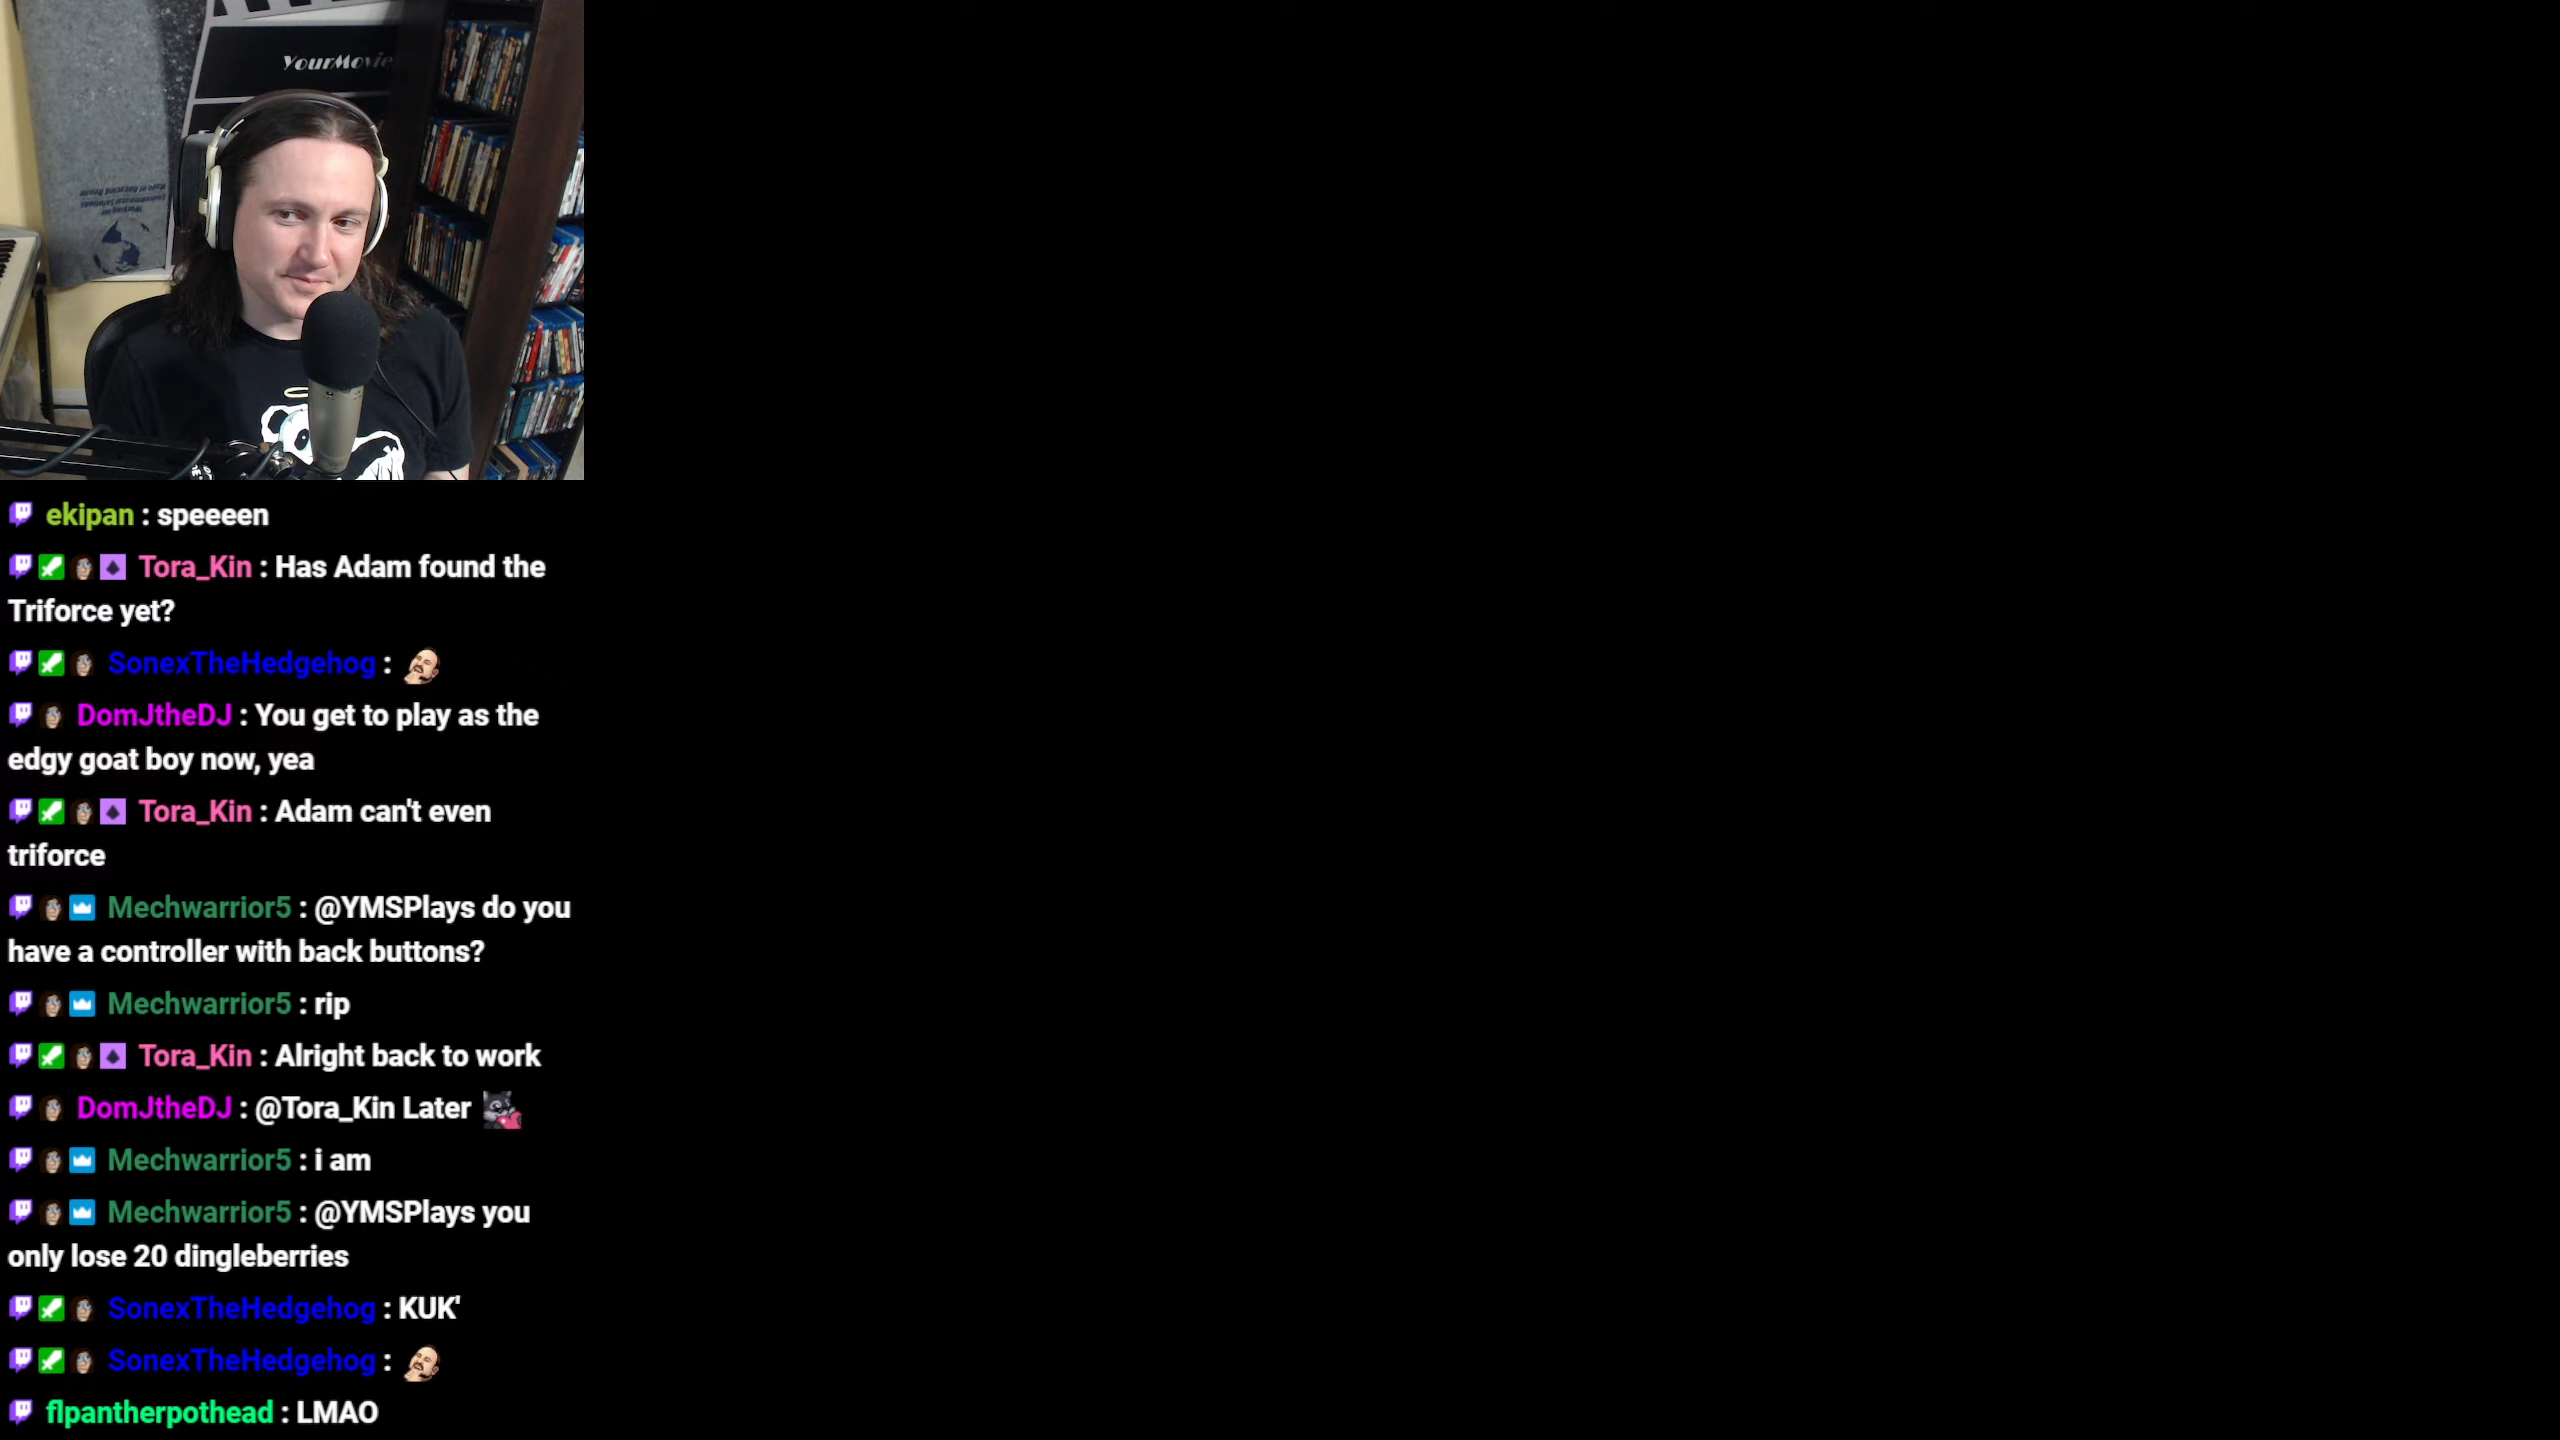 YourMovie
ekipan : speeeen
Tora_Kin : Has Adam found the
Triforce yet?
SonexTheHedgehog :
DomJtheDJ : You get to play as the
edgy goat boy now, yea
Tora_Kin : Adam can't even
triforce
Mechwarrior5 : @YMSPlays do you
have a controller with back buttons?
Mechwarrior5 : rip
Tora_Kin : Alright back to work
DomJtheDJ : @Tora_Kin Later
Mechwarrior5 : i am
Mechwarrior5 : @YMSPlays you
only lose 20 dingleberries
SonexTheHedgehog : KUK'
SonexTheHedgehog :
flpantherpothead : LMAO